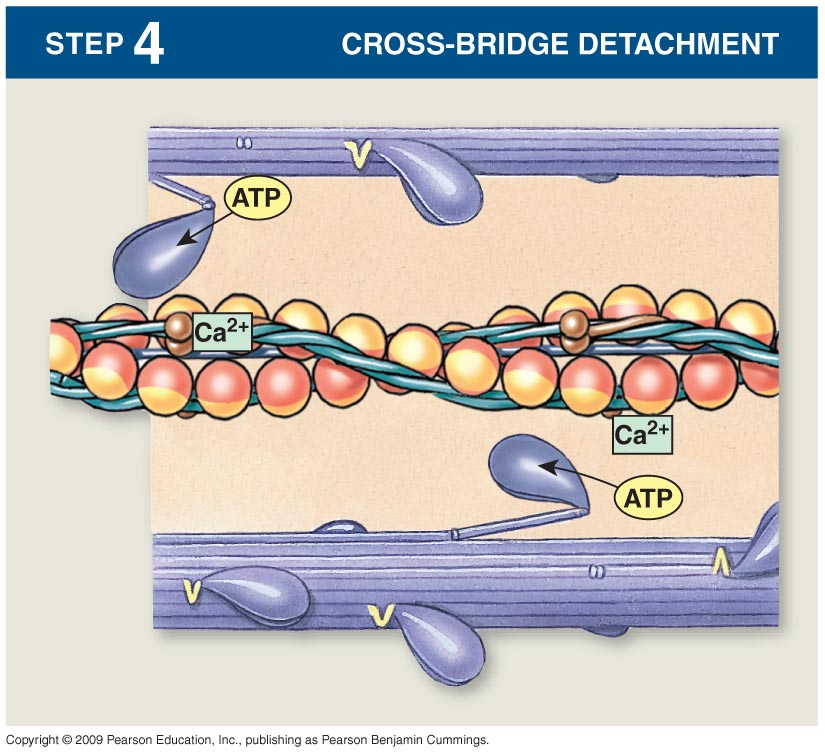 STEP 4 CROSS-BRIDGE DETACHMENT
ATP
Ca2+
Ca2+
ATP
Copyright © 2009 Pearson Education, Inc., publishing as Pearson Benjamin Cummings.